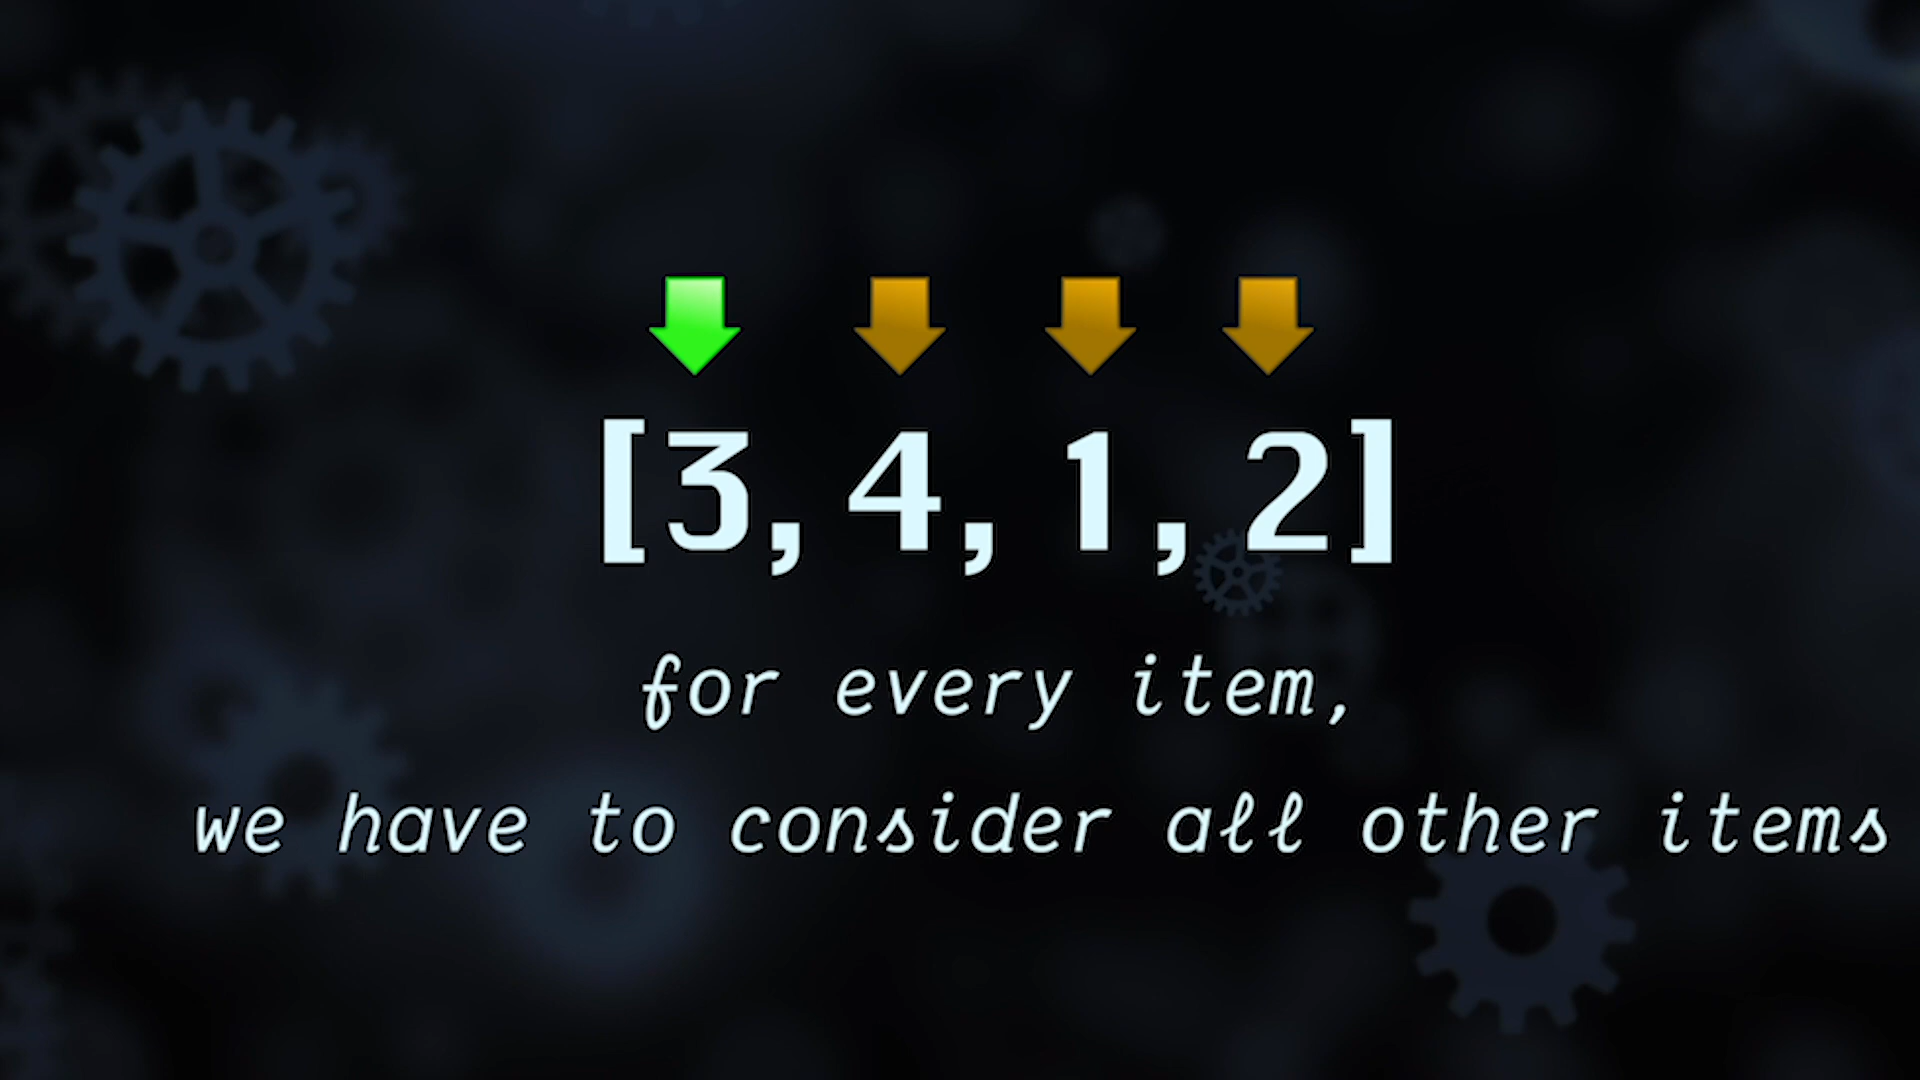 [3, 4, 1, 2]
for every item,
we have to consider all other items